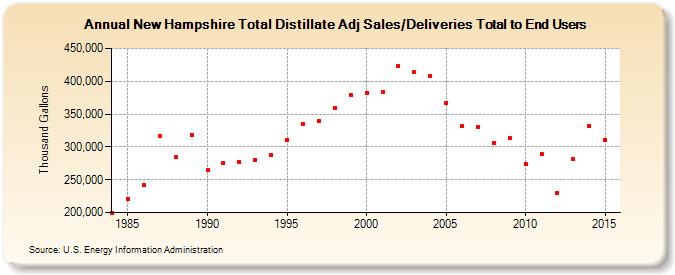 Annual New Hampshire Total Distillate Adj Sales/Deliveries Total to End Users
Thousand Gallons
450,000
400,000
350,000
300,000
250,000
200,000
1985 1990 1995 2000 2005 2010 2015
Source: U.S. Energy Information Administration